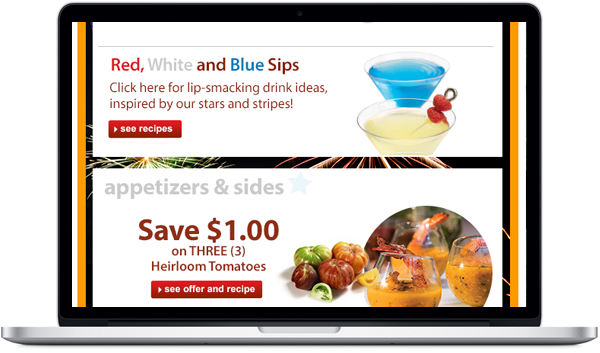 Red, White and Blue Sips
Click here for lip-smacking drink ideas,
inspired by our stars and stripes!
see recipes
appetizers & sides
Save $1.00
on THREE (3)
Heirloom Tomatoes
see offer and recipe